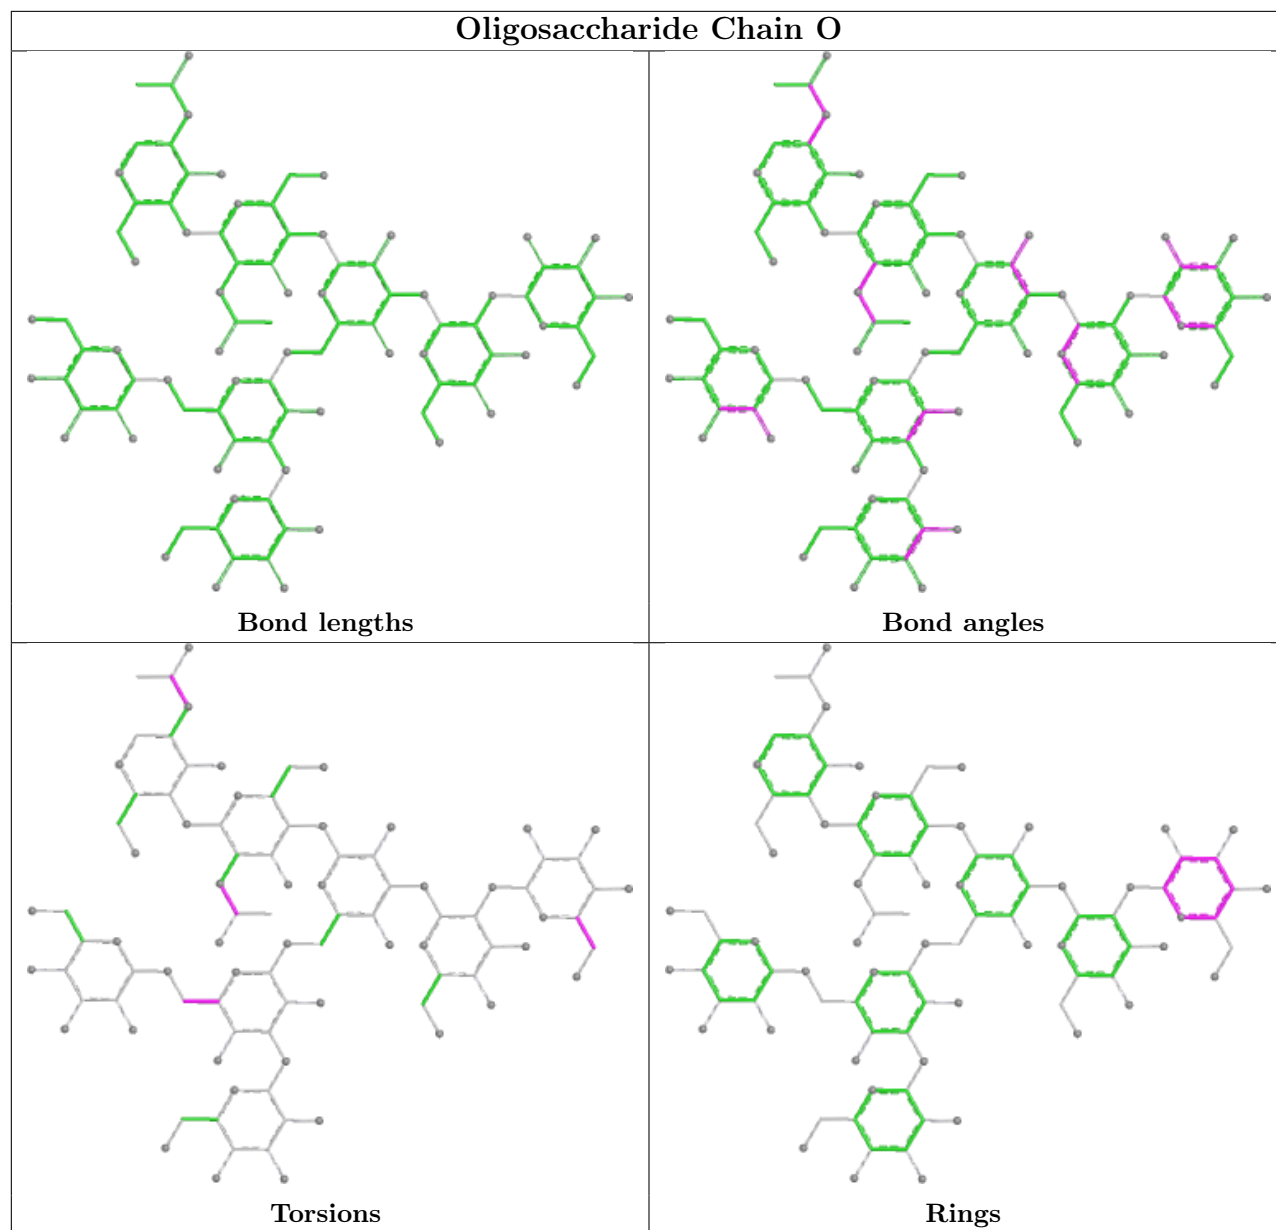 Oligosaccharide Chain O
Bond lengths
Bond angles
Torsions
Rings